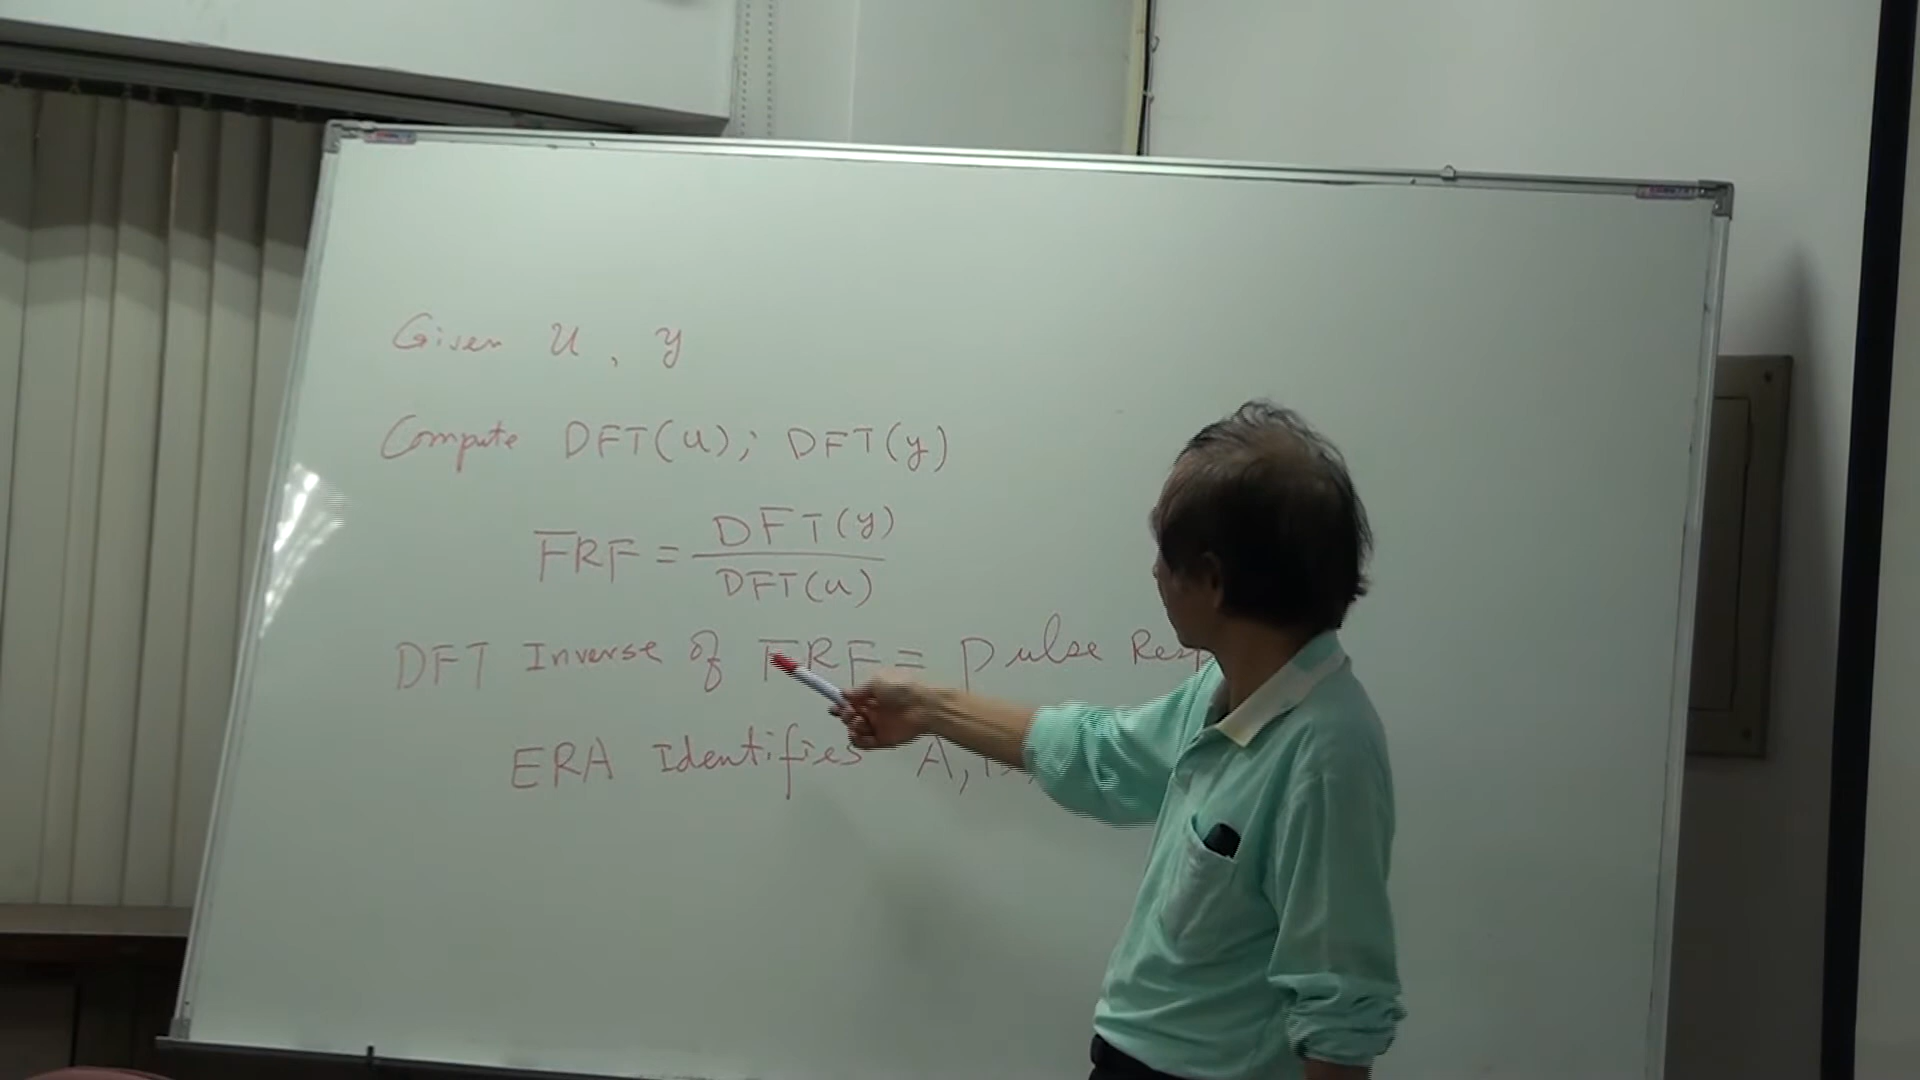 Given u, y
Compute DFT(u); DFT(y)
FRF = DFT(y)
DFT(u)
DFT Inverse of FRF = Pulse Resp
ERA Identifies A, B,